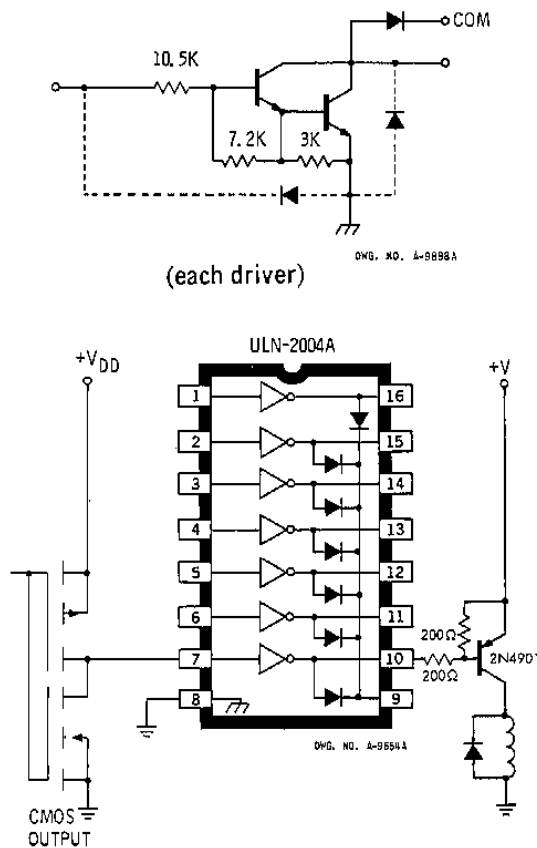 COM
10.5K
7.2K
3K
DWG. NO. A-9898A
(each driver)
ULN-2004A
+VDD
+V
1
16
2
15
3
14
4
13
5
12
6
11
7
10
8
9
200Ω
200Ω
2N4901
DWG. NO. A-9654A
CMOS
OUTPUT